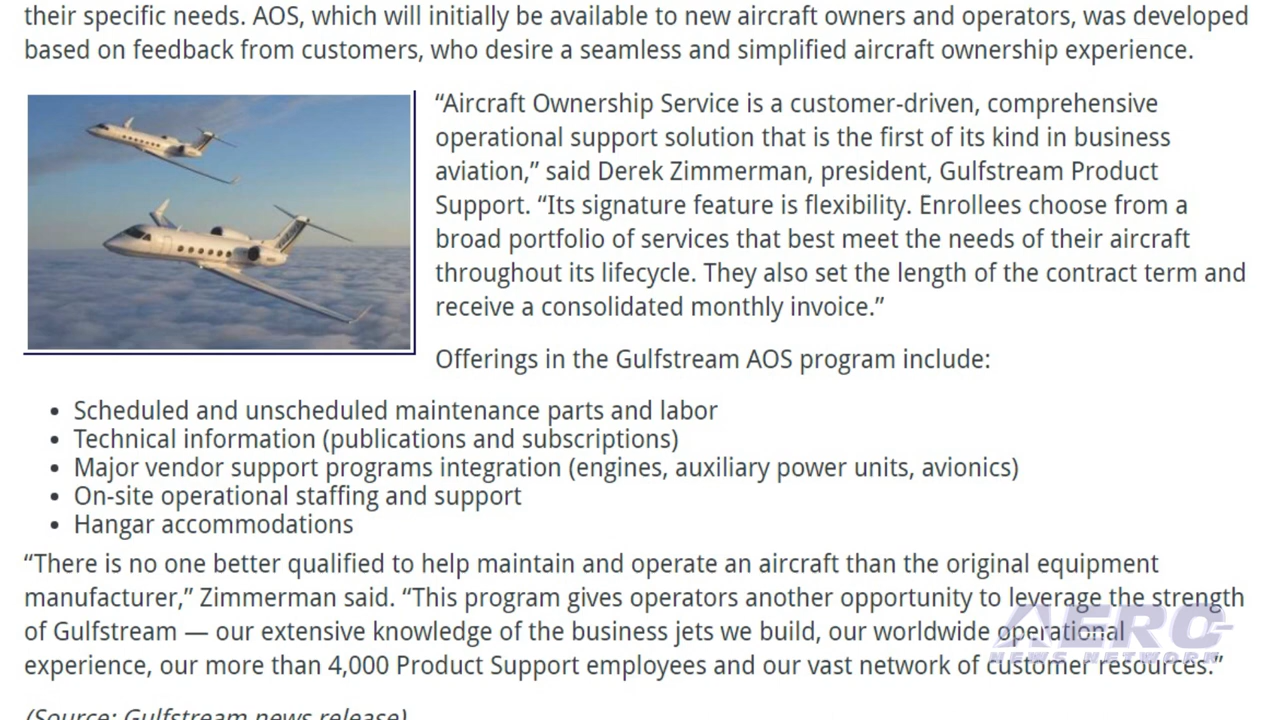 their specific needs. AOS, which will initially be available to new aircraft owners and operators, was developed
based on feedback from customers, who desire a seamless and simplified aircraft ownership experience.
“Aircraft Ownership Service is a customer-driven, comprehensive
operational support solution that is the first of its kind in business
aviation,” said Derek Zimmerman, president, Gulfstream Product
Support. “Its signature feature is flexibility. Enrollees choose from a
broad portfolio of services that best meet the needs of their aircraft
throughout its lifecycle. They also set the length of the contract term and
receive a consolidated monthly invoice.”
Offerings in the Gulfstream AOS program include:
• Scheduled and unscheduled maintenance parts and labor
• Technical information (publications and subscriptions)
• Major vendor support programs integration (engines, auxiliary power units, avionics)
• On-site operational staffing and support
• Hangar accommodations
“There is no one better qualified to help maintain and operate an aircraft than the original equipment
manufacturer,” Zimmerman said. “This program gives operators another opportunity to leverage the strength
of Gulfstream — our extensive knowledge of the business jets we build, our worldwide operational
experience, our more than 4,000 Product Support employees and our vast network of customer resources.”
(Source: Gulfstream news release)
AERO
NEWS NETWORK